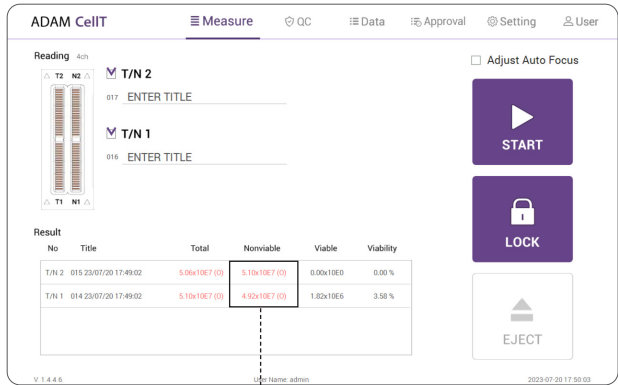 ADAM CellT Measure QC Data Approval Setting User
Reading 4ch
T2 N2
T/N 2
017 ENTER TITLE
T/N 1
016 ENTER TITLE
T1 N1
Adjust Auto Focus
START
LOCK
EJECT
Result
No Title Total Nonviable Viable Viability
T/N 2 015 23/07/20 17:49:02 5.06x10E7 (O) 5.10x10E7 (O) 0.00x10E0 0.00 %
T/N 1 014 23/07/20 17:49:02 5.10x10E7 (O) 4.92x10E7 (O) 1.82x10E6 3.58 %
V 1.4.4.6 User Name: admin 2023-07-20 17:50:03